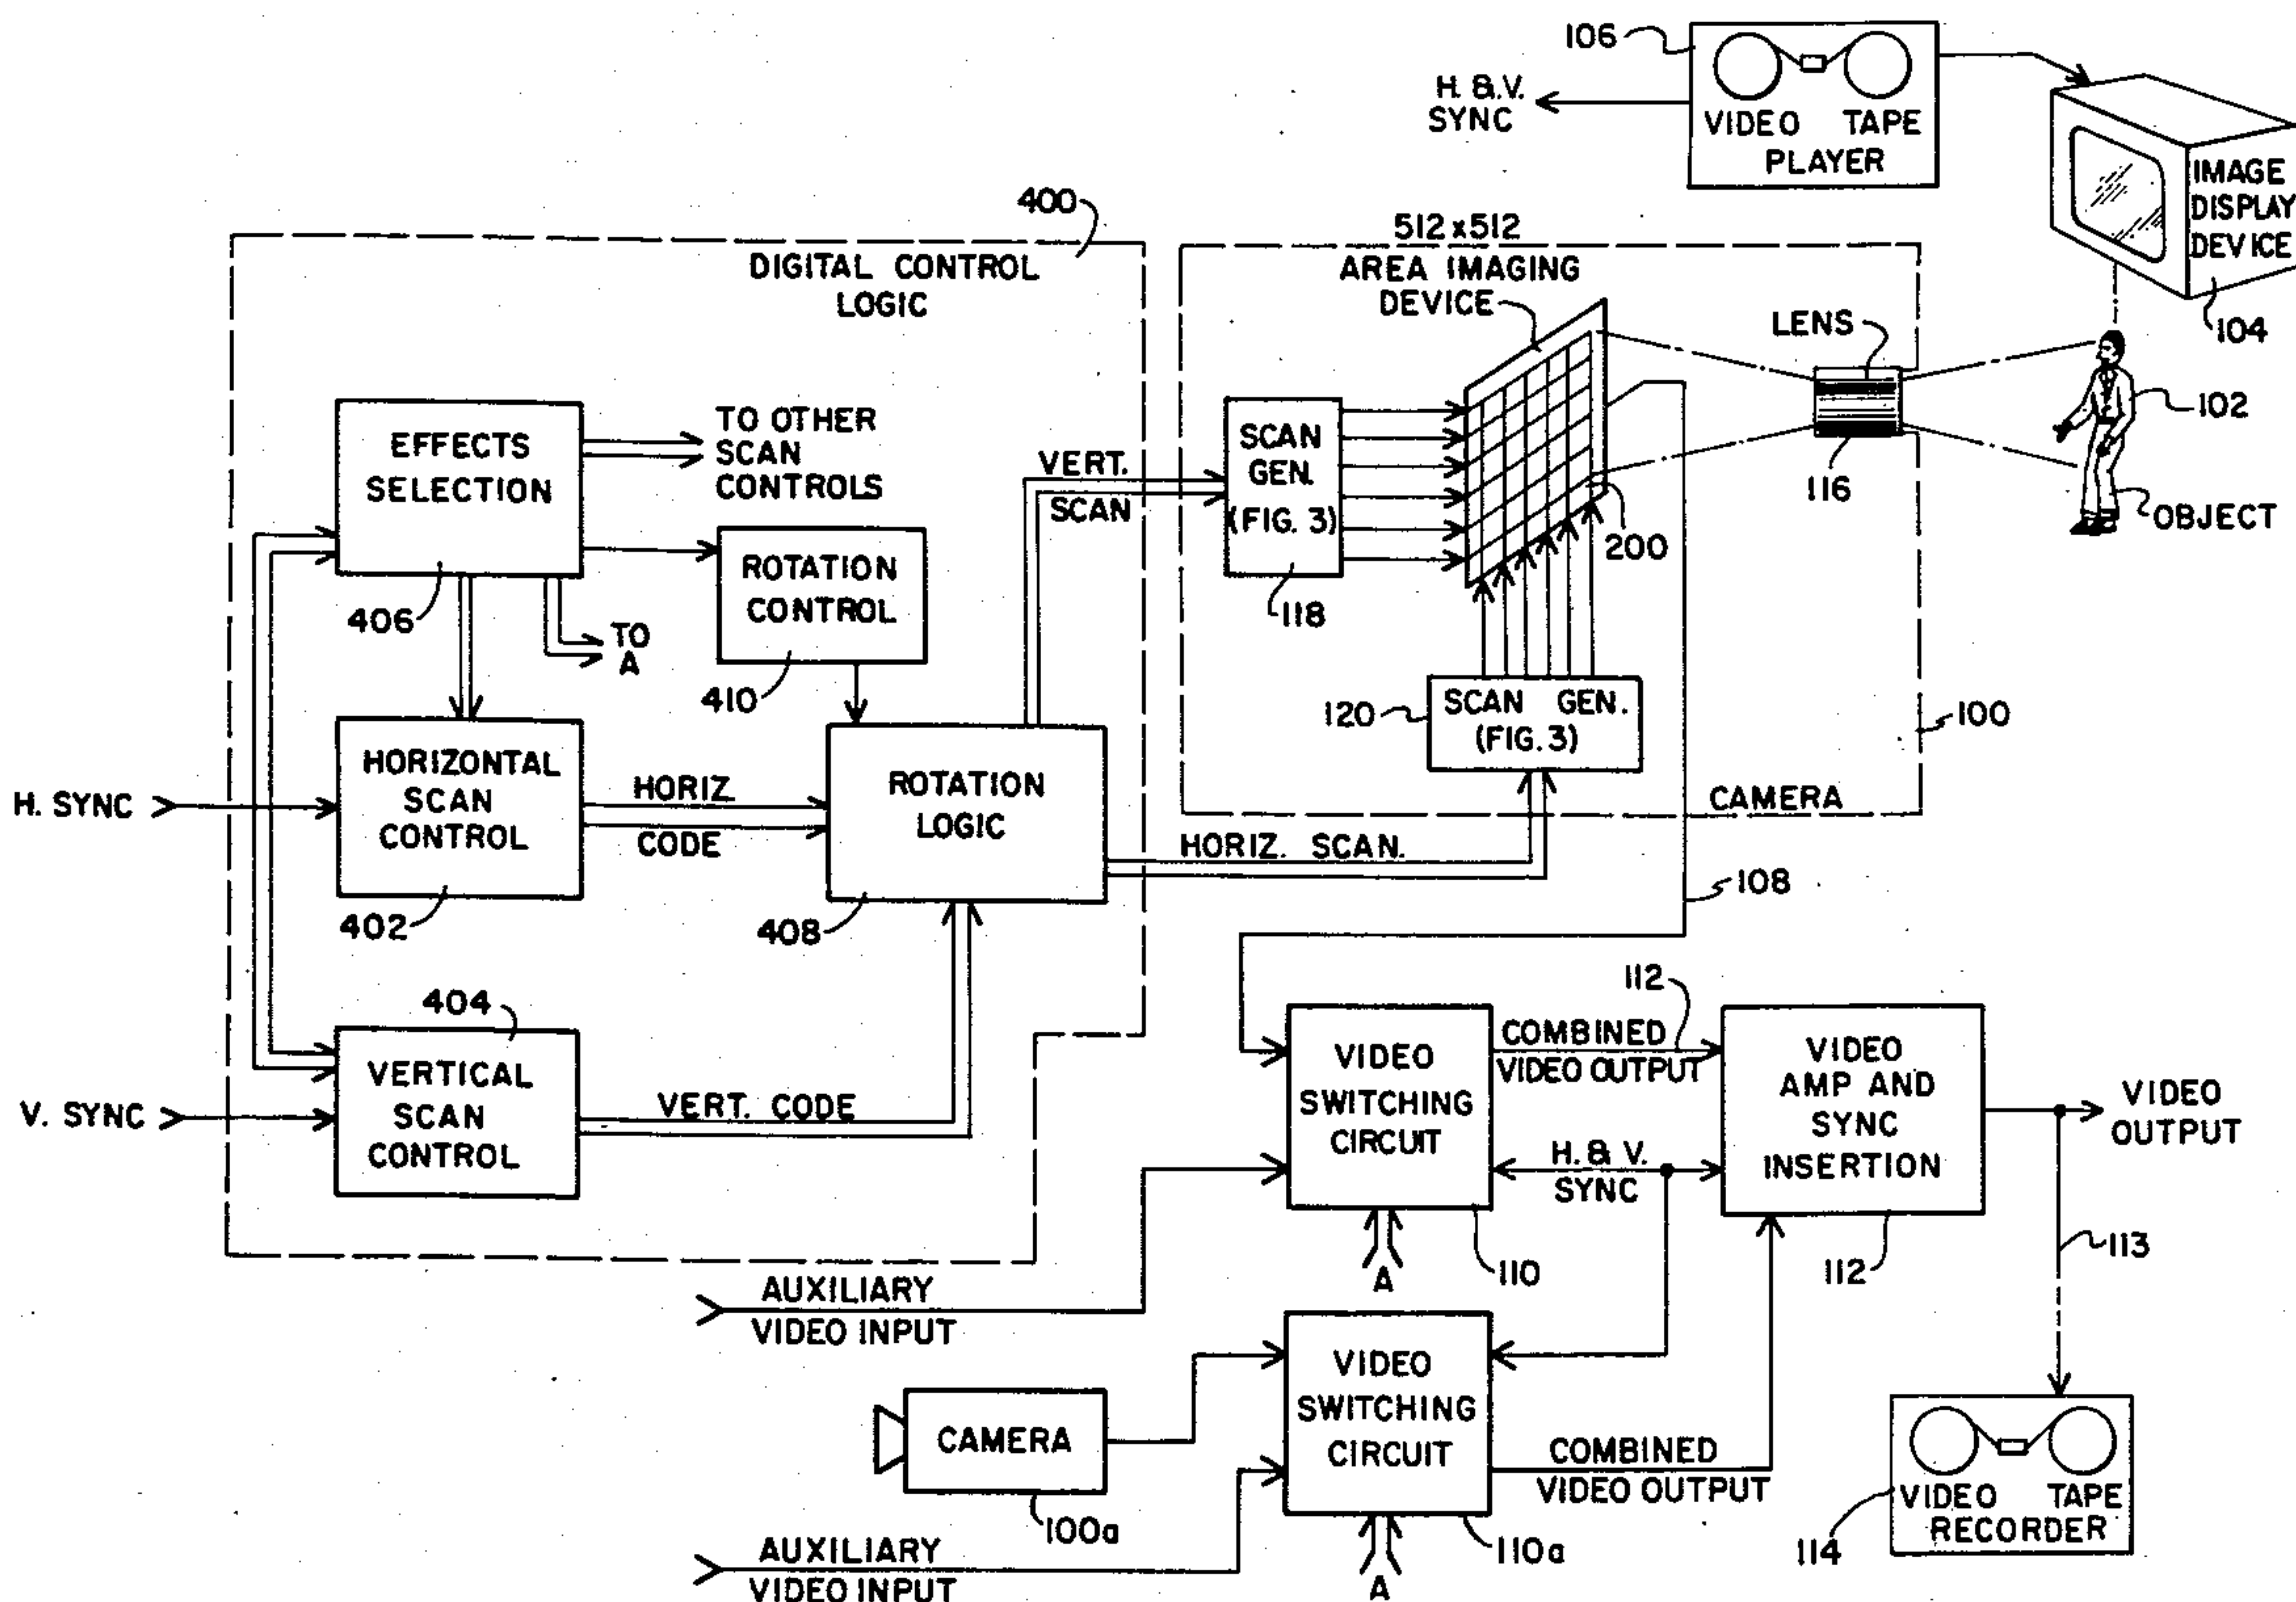 106
H. & V.
SYNC
VIDEO TAPE
PLAYER
IMAGE
DISPLAY
DEVICE
104
400
DIGITAL CONTROL
LOGIC
512x512
AREA IMAGING
DEVICE
LENS
116
102
OBJECT
EFFECTS
SELECTION
406
TO OTHER
SCAN
CONTROLS
TO
A
ROTATION
CONTROL
410
VERT.
SCAN
SCAN
GEN.
(FIG. 3)
118
200
120
SCAN GEN.
(FIG. 3)
100
CAMERA
H. SYNC
HORIZONTAL
SCAN
CONTROL
402
HORIZ.
CODE
ROTATION
LOGIC
408
HORIZ. SCAN.
108
404
V. SYNC
VERTICAL
SCAN
CONTROL
VERT. CODE
VIDEO
SWITCHING
CIRCUIT
110
A
112
COMBINED
VIDEO OUTPUT
H. & V.
SYNC
VIDEO
AMP AND
SYNC
INSERTION
112
VIDEO
OUTPUT
113
AUXILIARY
VIDEO INPUT
CAMERA
100a
VIDEO
SWITCHING
CIRCUIT
110a
A
COMBINED
VIDEO OUTPUT
AUXILIARY
VIDEO INPUT
VIDEO TAPE
RECORDER
114